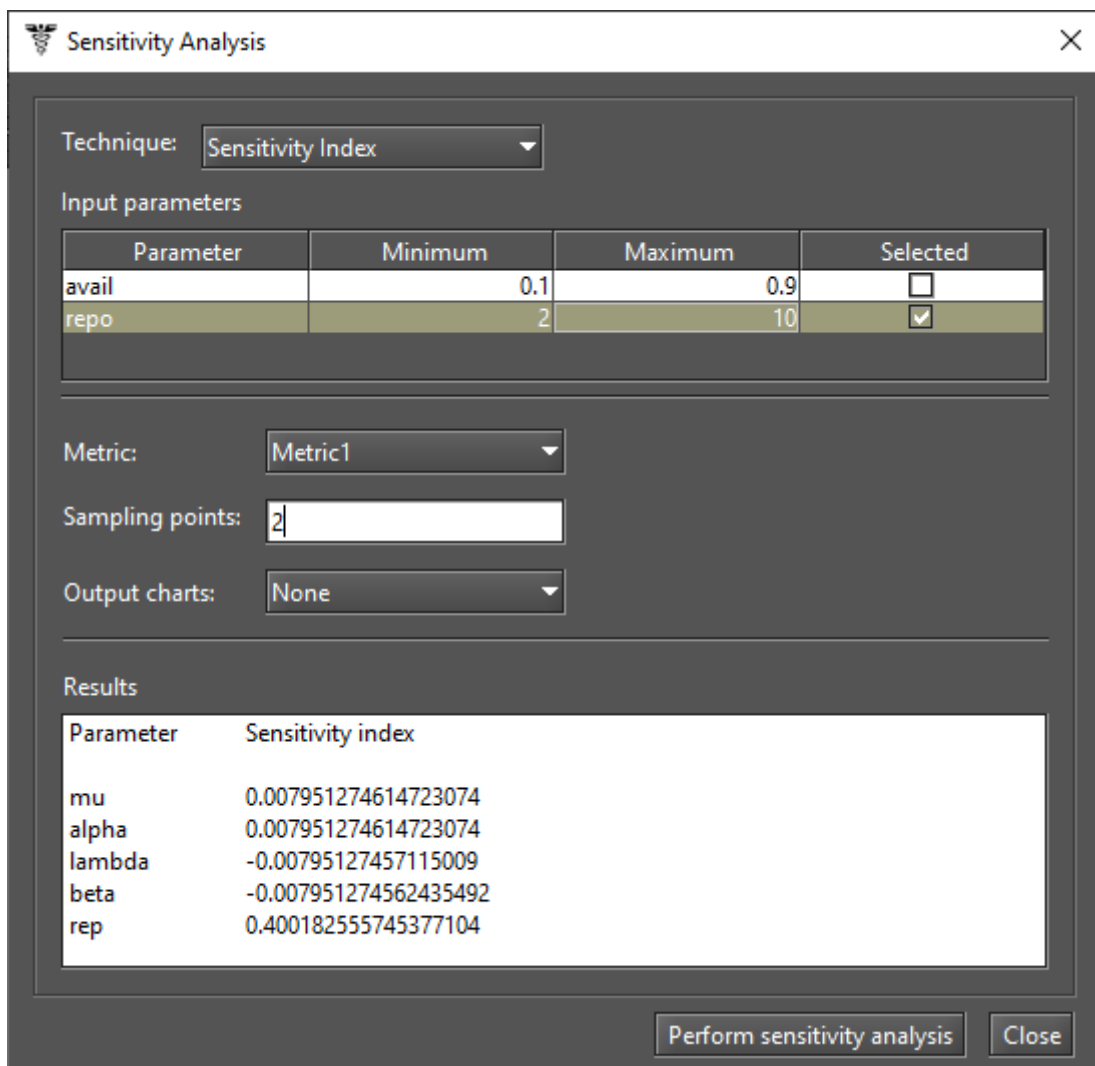 Sensitivity Analysis
Technique: Sensitivity Index
Input parameters
Parameter Minimum Maximum Selected
avail 0.1 0.9
repo 2 10
Metric: Metric1
Sampling points: 2
Output charts: None
Results
Parameter Sensitivity index
mu 0.007951274614723074
alpha 0.007951274614723074
lambda -0.00795127457115009
beta -0.007951274562435492
rep 0.400182555745377104
Perform sensitivity analysis Close